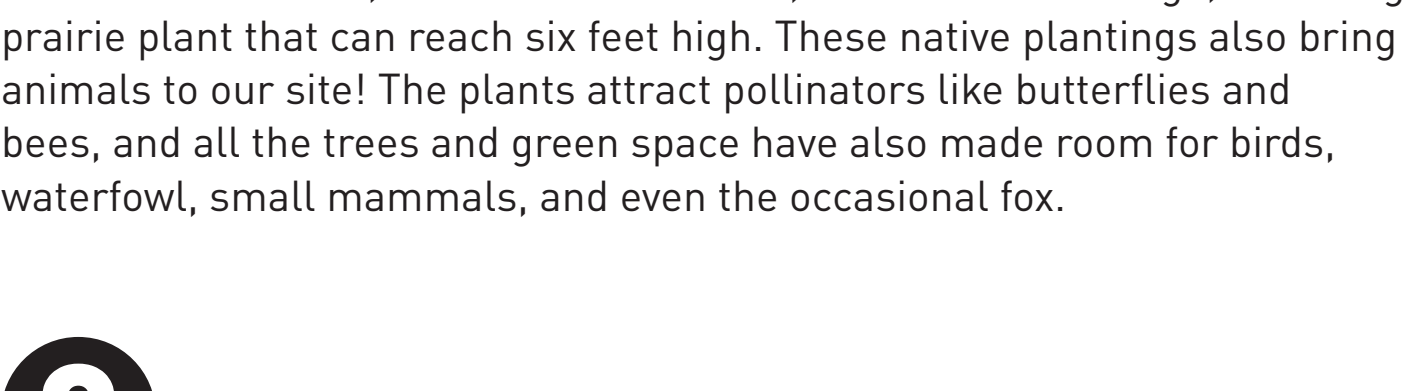 prairie plant that can reach six feet high. These native plantings also bring
animals to our site! The plants attract pollinators like butterflies and
bees, and all the trees and green space have also made room for birds,
waterfowl, small mammals, and even the occasional fox.